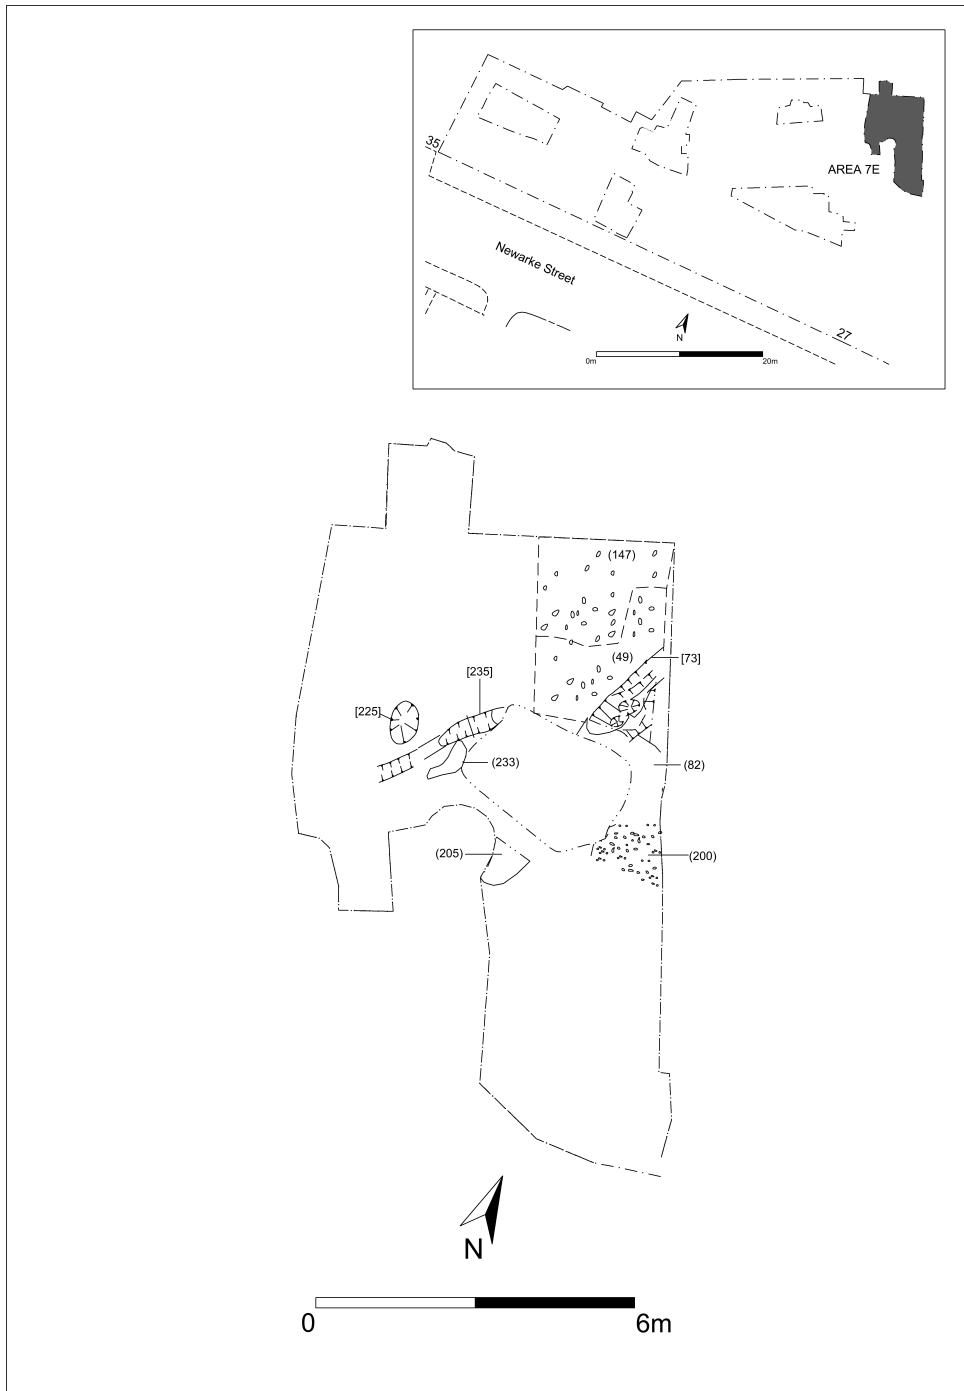 35
AREA 7E
Newarke Street
27
N
0m
20m
(147)
(49)
[73]
[235]
[225]
(233)
(82)
(205)
(200)
N
0
6m